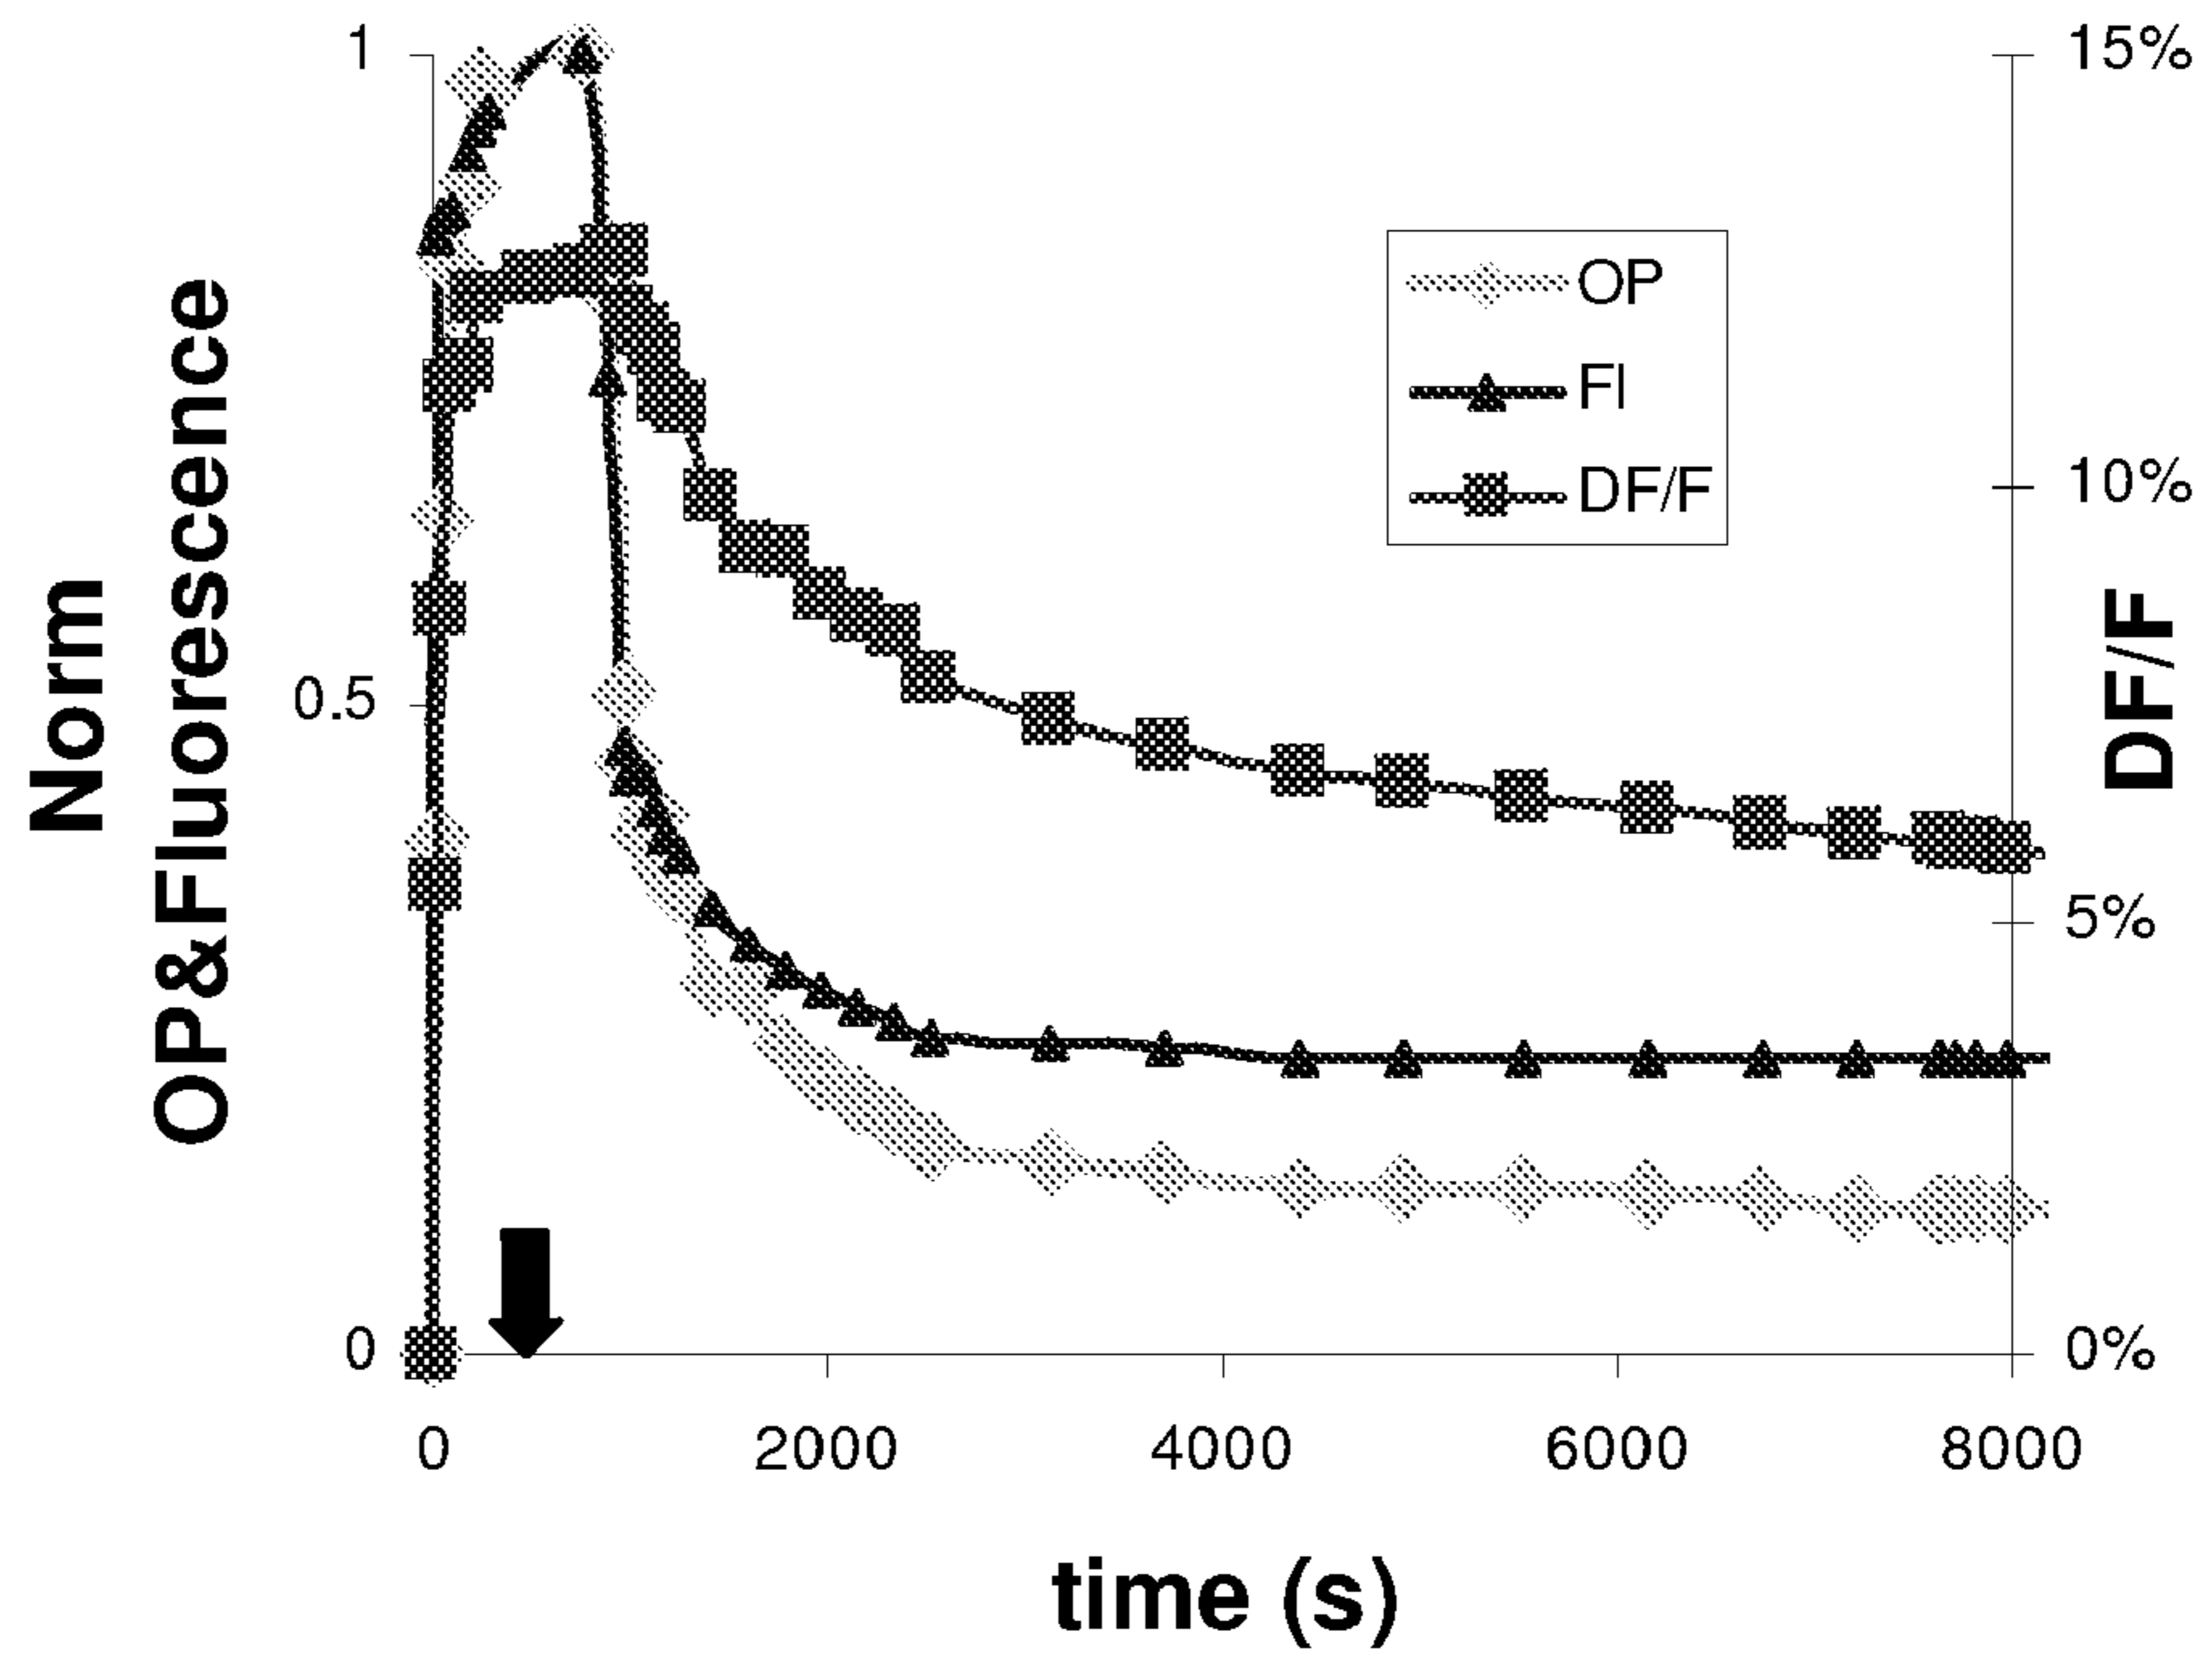 1
0.5
0
15%
10%
5%
0%
0
2000
4000
6000
8000
Norm
OP&Fluorescence
DF/F
time (s)
OP
Fl
DF/F